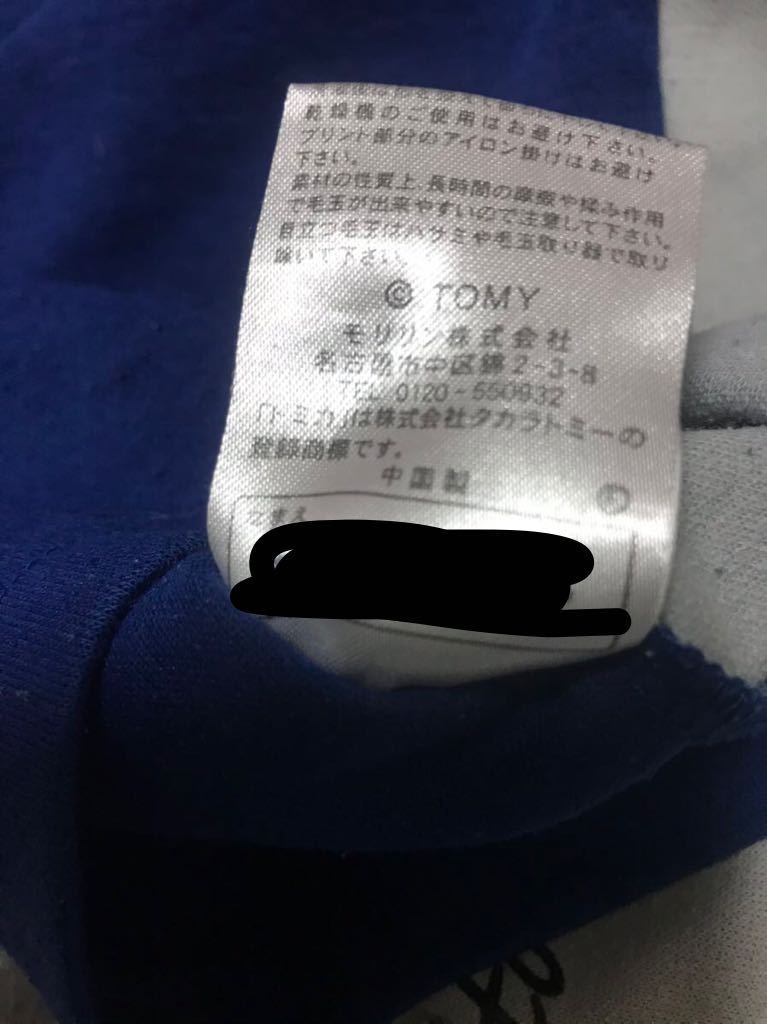 乾燥機のご使用はお避け下さい。
プリント部分のアイロン掛けはお避け
下さい。
素材の性質上、長時間の摩擦や揉み作用
で毛玉が出来やすいので注意して下さい。
目立つ毛玉はハサミや毛玉取り器で取り
除いて下さい。
© TOMY
モリリン株式会社
名古屋市中区錦2-3-8
TEL 0120-550932
「トミカ」は株式会社タカラトミーの
登録商標です。
中国製
なまえ